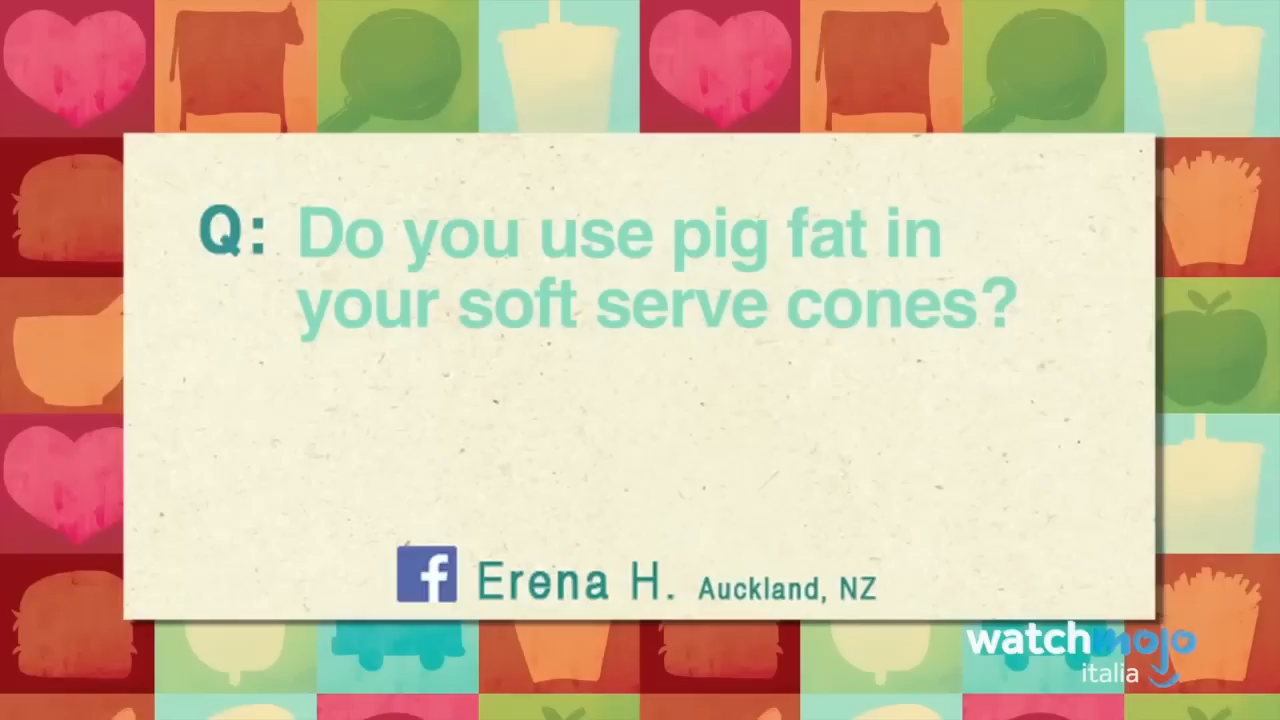 Q: Do you use pig fat in
your soft serve cones?
f Erena H. Auckland, NZ
watchmojo
italia